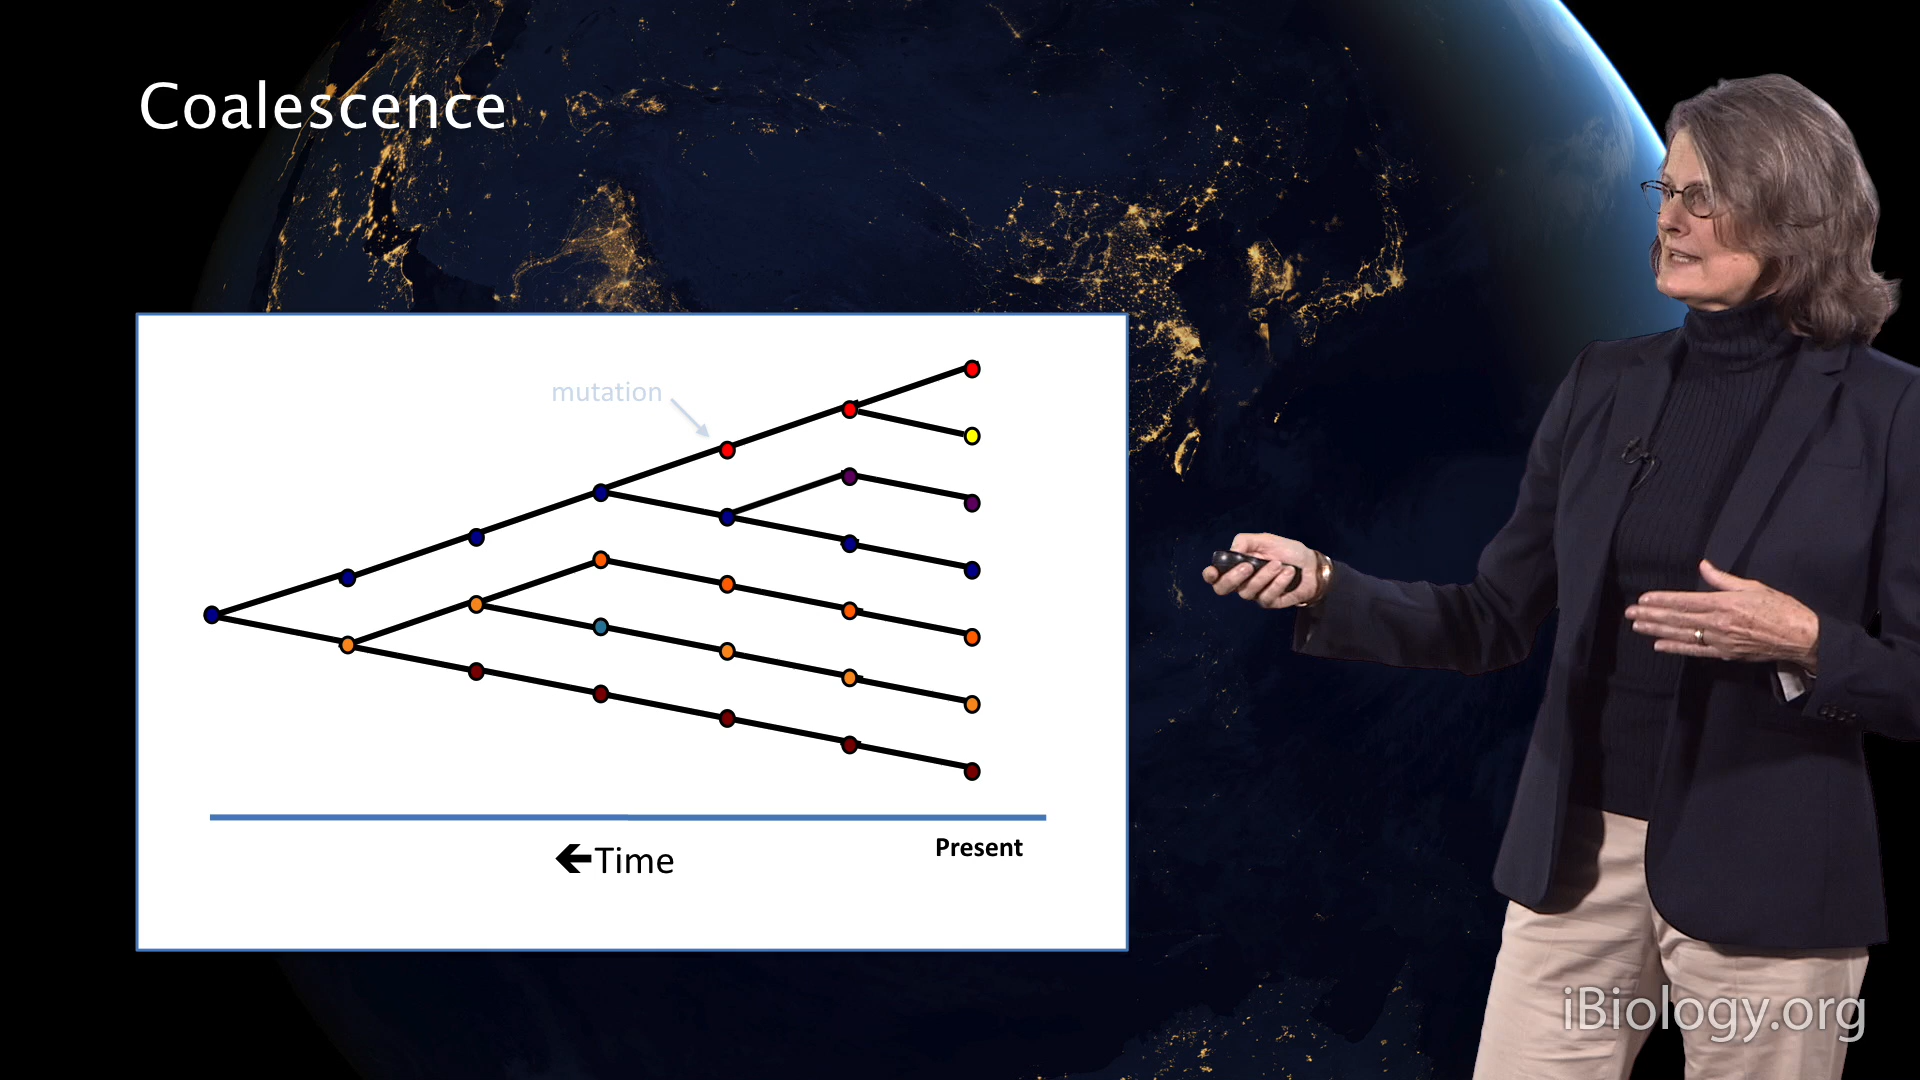 Coalescence
mutation
Present
←Time
iBiology.org